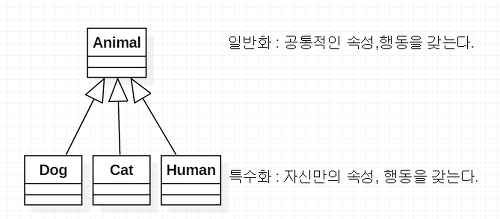 Animal
일반화 : 공통적인 속성,행동을 갖는다.
Dog Cat Human
특수화 : 자신만의 속성, 행동을 갖는다.